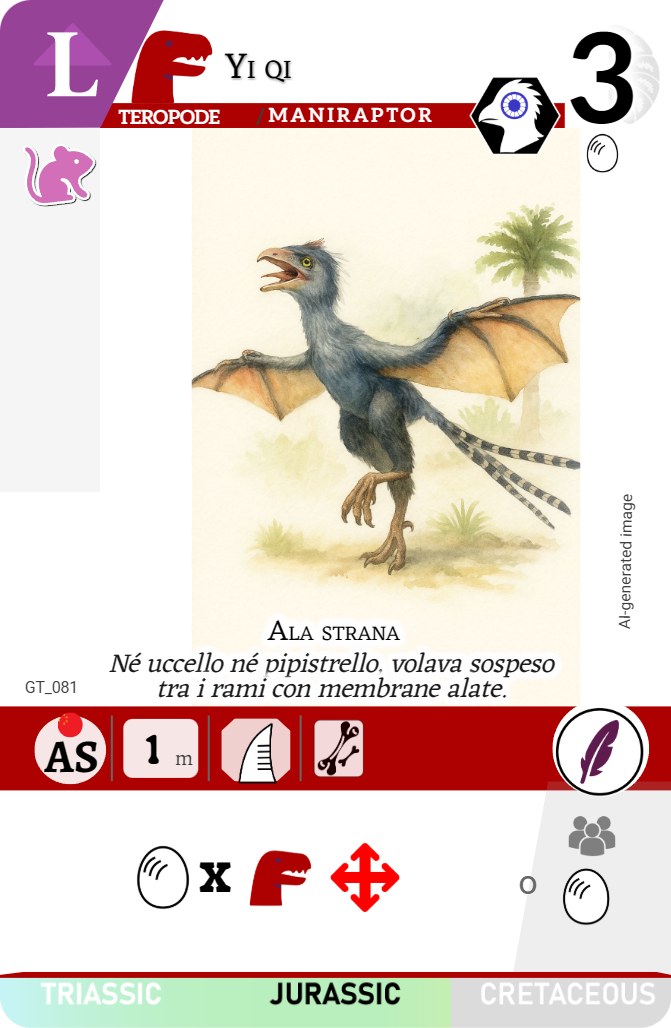 L
YI QI
3
TEROPODE / MANIRAPTOR
AI-generated image
ALA STRANA
Né uccello né pipistrello, volava sospeso
tra i rami con membrane alate.
GT_081
AS
1 m
x
o
TRIASSIC JURASSIC CRETACEOUS